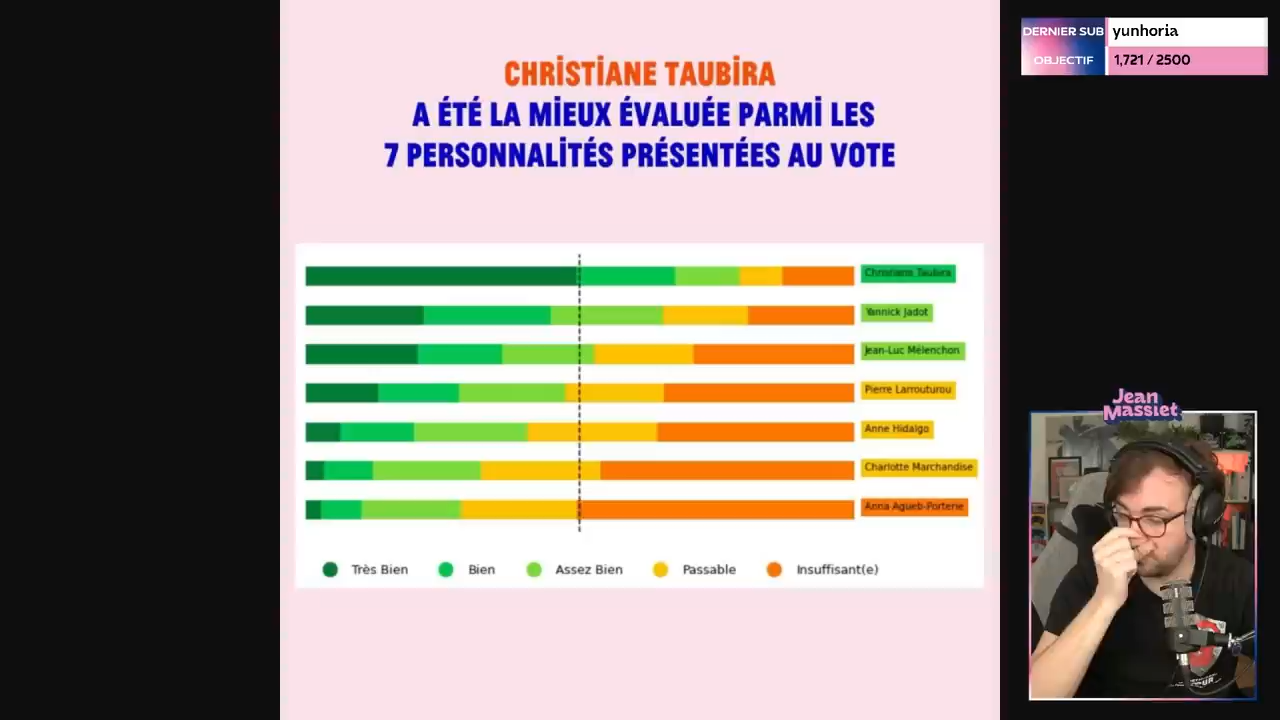 CHRiSTiANE TAUBiRA
A ÉTÉ LA MiEUX ÉVALUÉE PARMi LES
7 PERSONNALiTÉS PRÉSENTÉES AU VOTE
Christiane Taubira
Yannick Jadot
Jean-Luc Mélenchon
Pierre Larrouturou
Anne Hidalgo
Charlotte Marchandise
Anna Agueb-Porterie
Très Bien
Bien
Assez Bien
Passable
Insuffisant(e)
DERNIER SUB
yunhoria
OBJECTIF
1,721 / 2500
Jean
Massiet